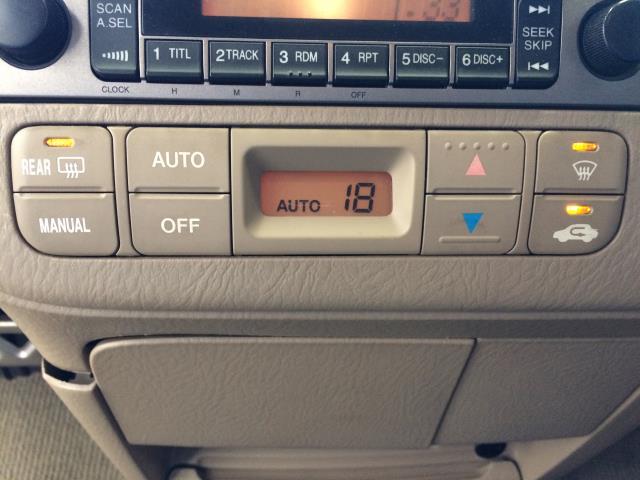 SCAN
A.SEL
:33
SEEK
SKIP
1 TITL
2 TRACK
3 RDM
4 RPT
5 DISC-
6 DISC+
CLOCK
H
M
R
OFF
REAR
AUTO
MANUAL
OFF
AUTO 18